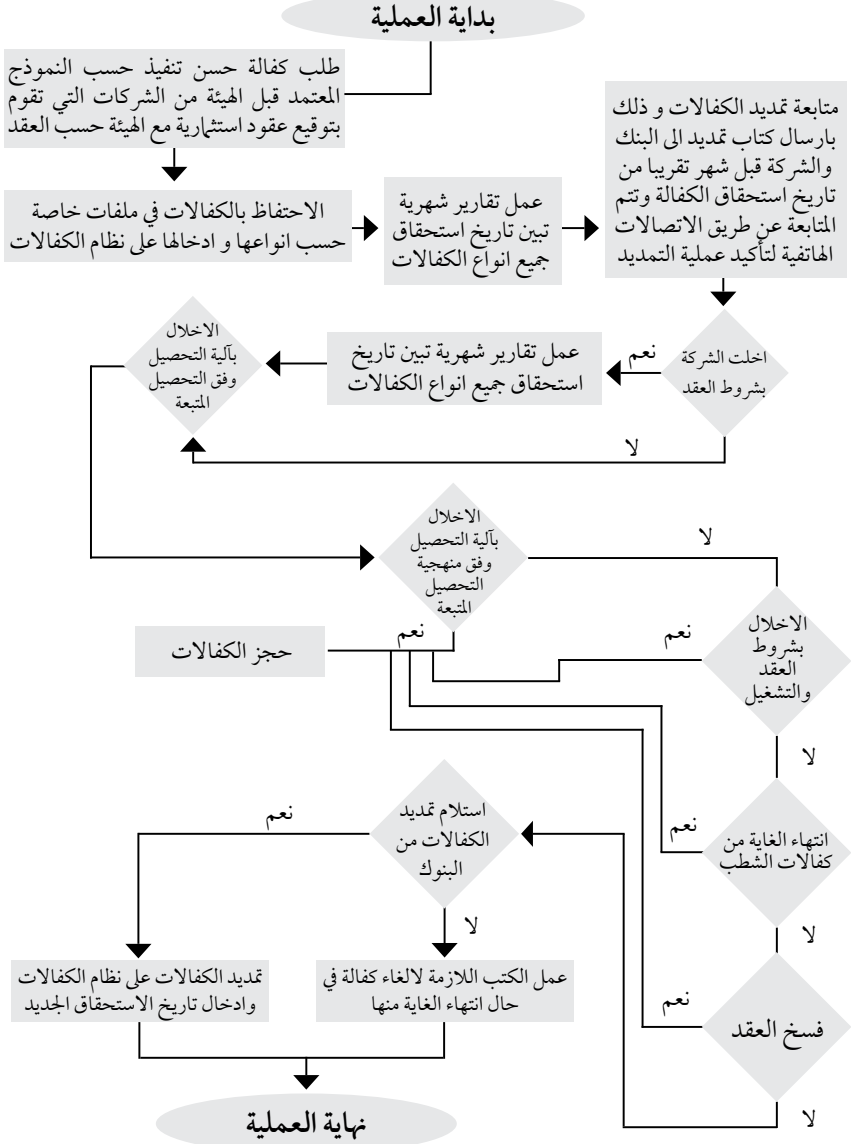 بداية العملية
طلب كفالة حسن تنفيذ حسب النموذج
المعتمد قبل الهيئة من الشركات التي تقوم
بتوقيع عقود استثمارية مع الهيئة حسب العقد
الاحتفاظ بالكفالات في ملفات خاصة
حسب انواعها و ادخالها على نظام الكفالات
عمل تقارير شهرية
تبين تاريخ استحقاق
جميع انواع الكفالات
متابعة تمديد الكفالات و ذلك
بارسال كتاب تمديد الى البنك
والشركة قبل شهر تقريبا من
تاريخ استحقاق الكفالة وتتم
المتابعة عن طريق الاتصالات
الهاتفية لتأكيد عملية التمديد
اخلت الشركة
بشروط العقد
نعم
عمل تقارير شهرية تبين تاريخ
استحقاق جميع انواع الكفالات
الاخلال
بآلية التحصيل
وفق التحصيل
المتبعة
لا
الاخلال
بآلية التحصيل
وفق منهجية
التحصيل
المتبعة
لا
نعم
حجز الكفالات
الاخلال
بشروط
العقد
والتشغيل
نعم
لا
انتهاء الغاية من
كفالات الشطب
نعم
لا
فسخ العقد
نعم
لا
استلام تمديد
الكفالات من
البنوك
نعم
لا
عمل الكتب اللازمة لالغاء كفالة في
حال انتهاء الغاية منها
تمديد الكفالات على نظام الكفالات
وادخال تاريخ الاستحقاق الجديد
نهاية العملية